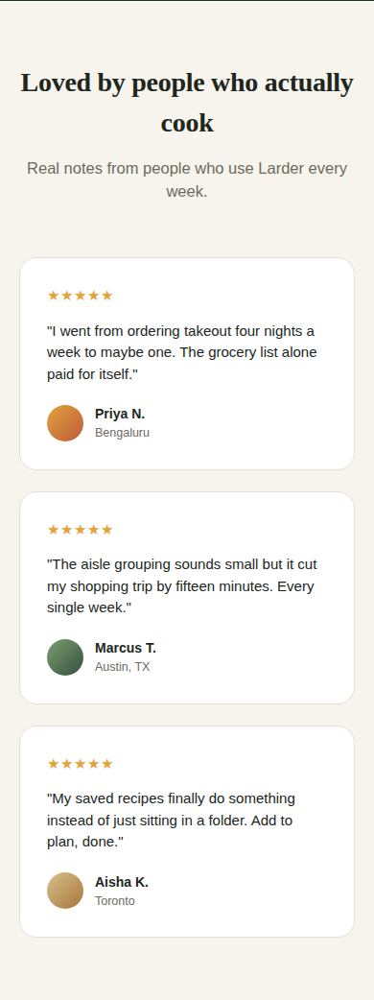 Loved by people who actually
cook
Real notes from people who use Larder every
week.
★★★★★
"I went from ordering takeout four nights a
week to maybe one. The grocery list alone
paid for itself."
Priya N.
Bengaluru
★★★★★
"The aisle grouping sounds small but it cut
my shopping trip by fifteen minutes. Every
single week."
Marcus T.
Austin, TX
★★★★★
"My saved recipes finally do something
instead of just sitting in a folder. Add to
plan, done."
Aisha K.
Toronto